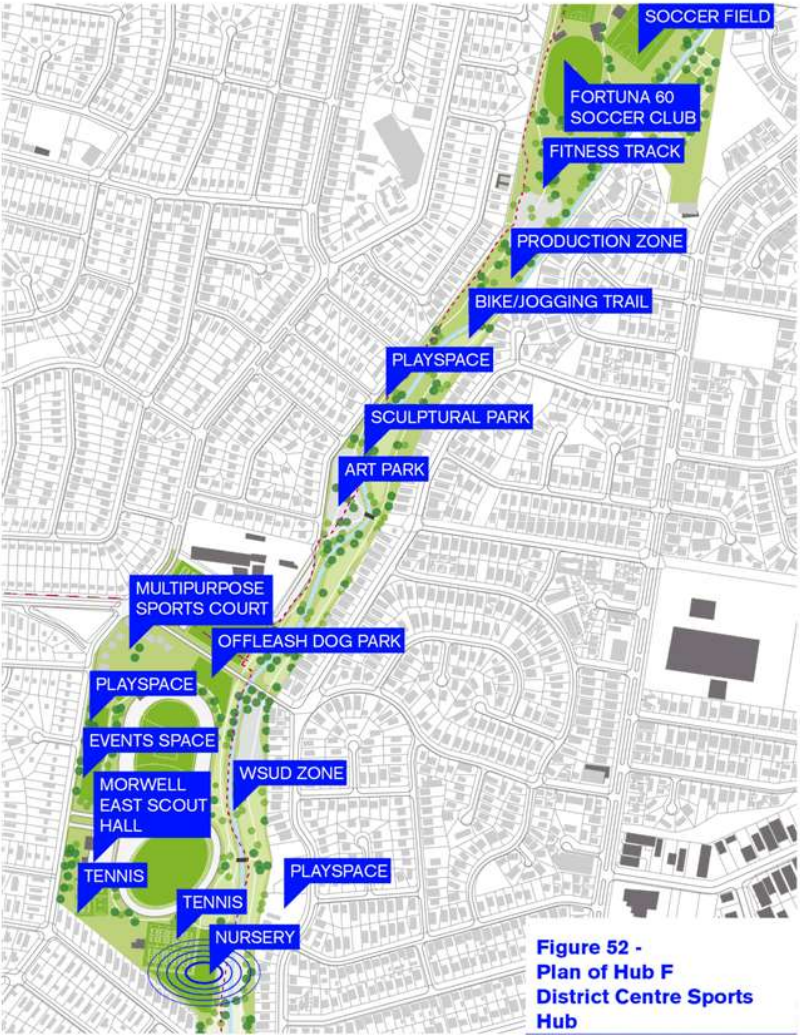 SOCCER FIELD
FORTUNA 60
SOCCER CLUB
FITNESS TRACK
PRODUCTION ZONE
BIKE/JOGGING TRAIL
PLAYSPACE
SCULPTURAL PARK
ART PARK
MULTIPURPOSE
SPORTS COURT
OFFLEASH DOG PARK
PLAYSPACE
EVENTS SPACE
WSUD ZONE
MORWELL
EAST SCOUT
HALL
PLAYSPACE
TENNIS
TENNIS
NURSERY
Figure 52 -
Plan of Hub F
District Centre Sports
Hub